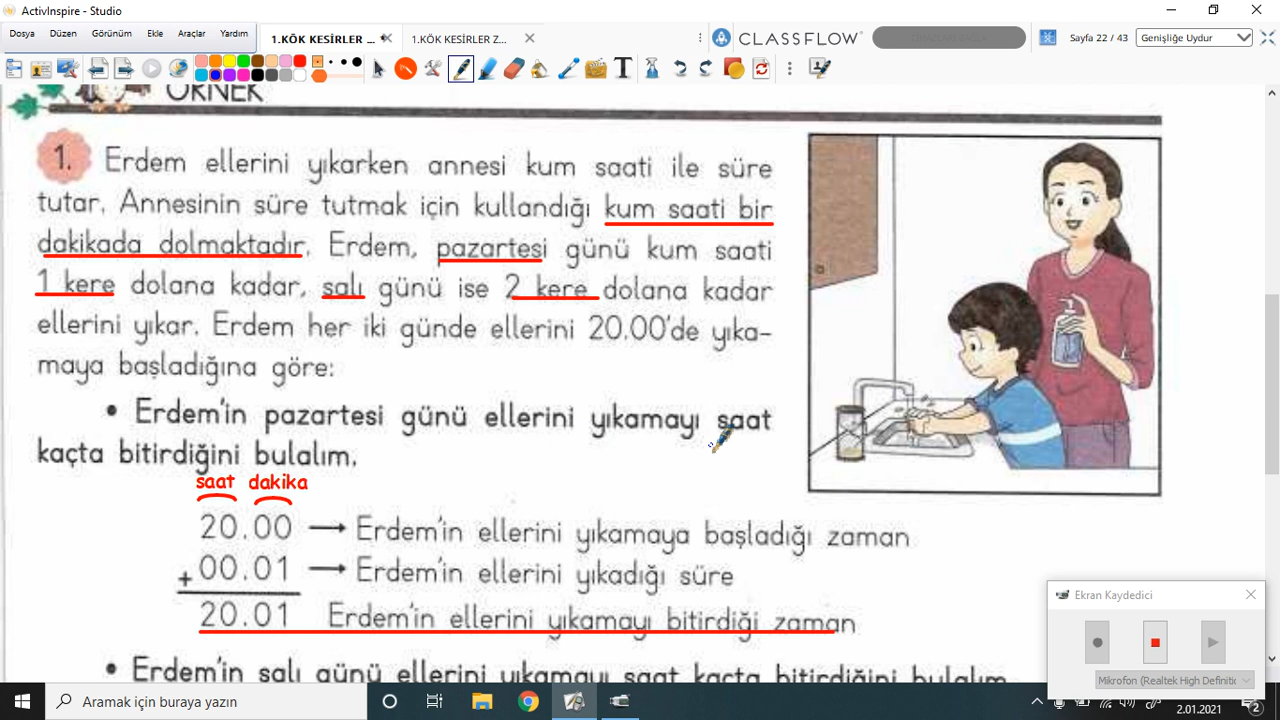 ActivInspire - Studio
Dosya Düzen Görünüm Ekle Araçlar Yardım
1.KÖK KESİRLER ...
1.KÖK KESİRLER Z...
CLASSFLOW
Sayfa 22 / 43
Genişliğe Uydur
ÖRNEK
1. Erdem ellerini yıkarken annesi kum saati ile süre
tutar. Annesinin süre tutmak için kullandığı kum saati bir
dakikada dolmaktadır. Erdem, pazartesi günü kum saati
1 kere dolana kadar, salı günü ise 2 kere dolana kadar
ellerini yıkar. Erdem her iki günde ellerini 20.00'de yıka-
maya başladığına göre:
• Erdem'in pazartesi günü ellerini yıkamayı saat
kaçta bitirdiğini bulalım.
saat dakika
20.00 → Erdem'in ellerini yıkamaya başladığı zaman
+ 00.01 → Erdem'in ellerini yıkadığı süre
20.01 Erdem'in ellerini yıkamayı bitirdiği zaman
• Erdem'in salı günü ellerini yıkamayı saat kaçta bitirdiğini bulalım.
Ekran Kaydedici
Mikrofon (Realtek High Definitic
Aramak için buraya yazın
2.01.2021
2